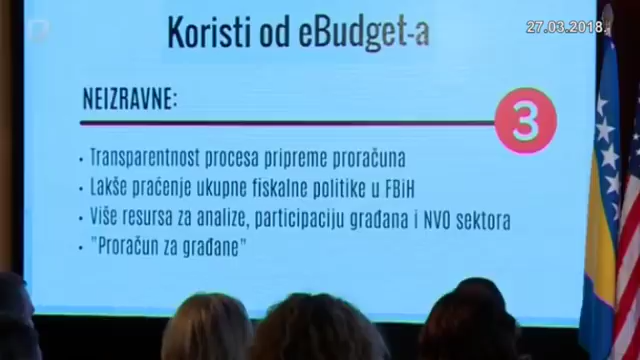 Koristi od eBudget-a
27.03.2018.
NEIZRAVNE:
3
• Transparentnost procesa pripreme proračuna
• Lakše praćenje ukupne fiskalne politike u FBiH
• Više resursa za analize, participaciju građana i NVO sektora
• "Proračun za građane"